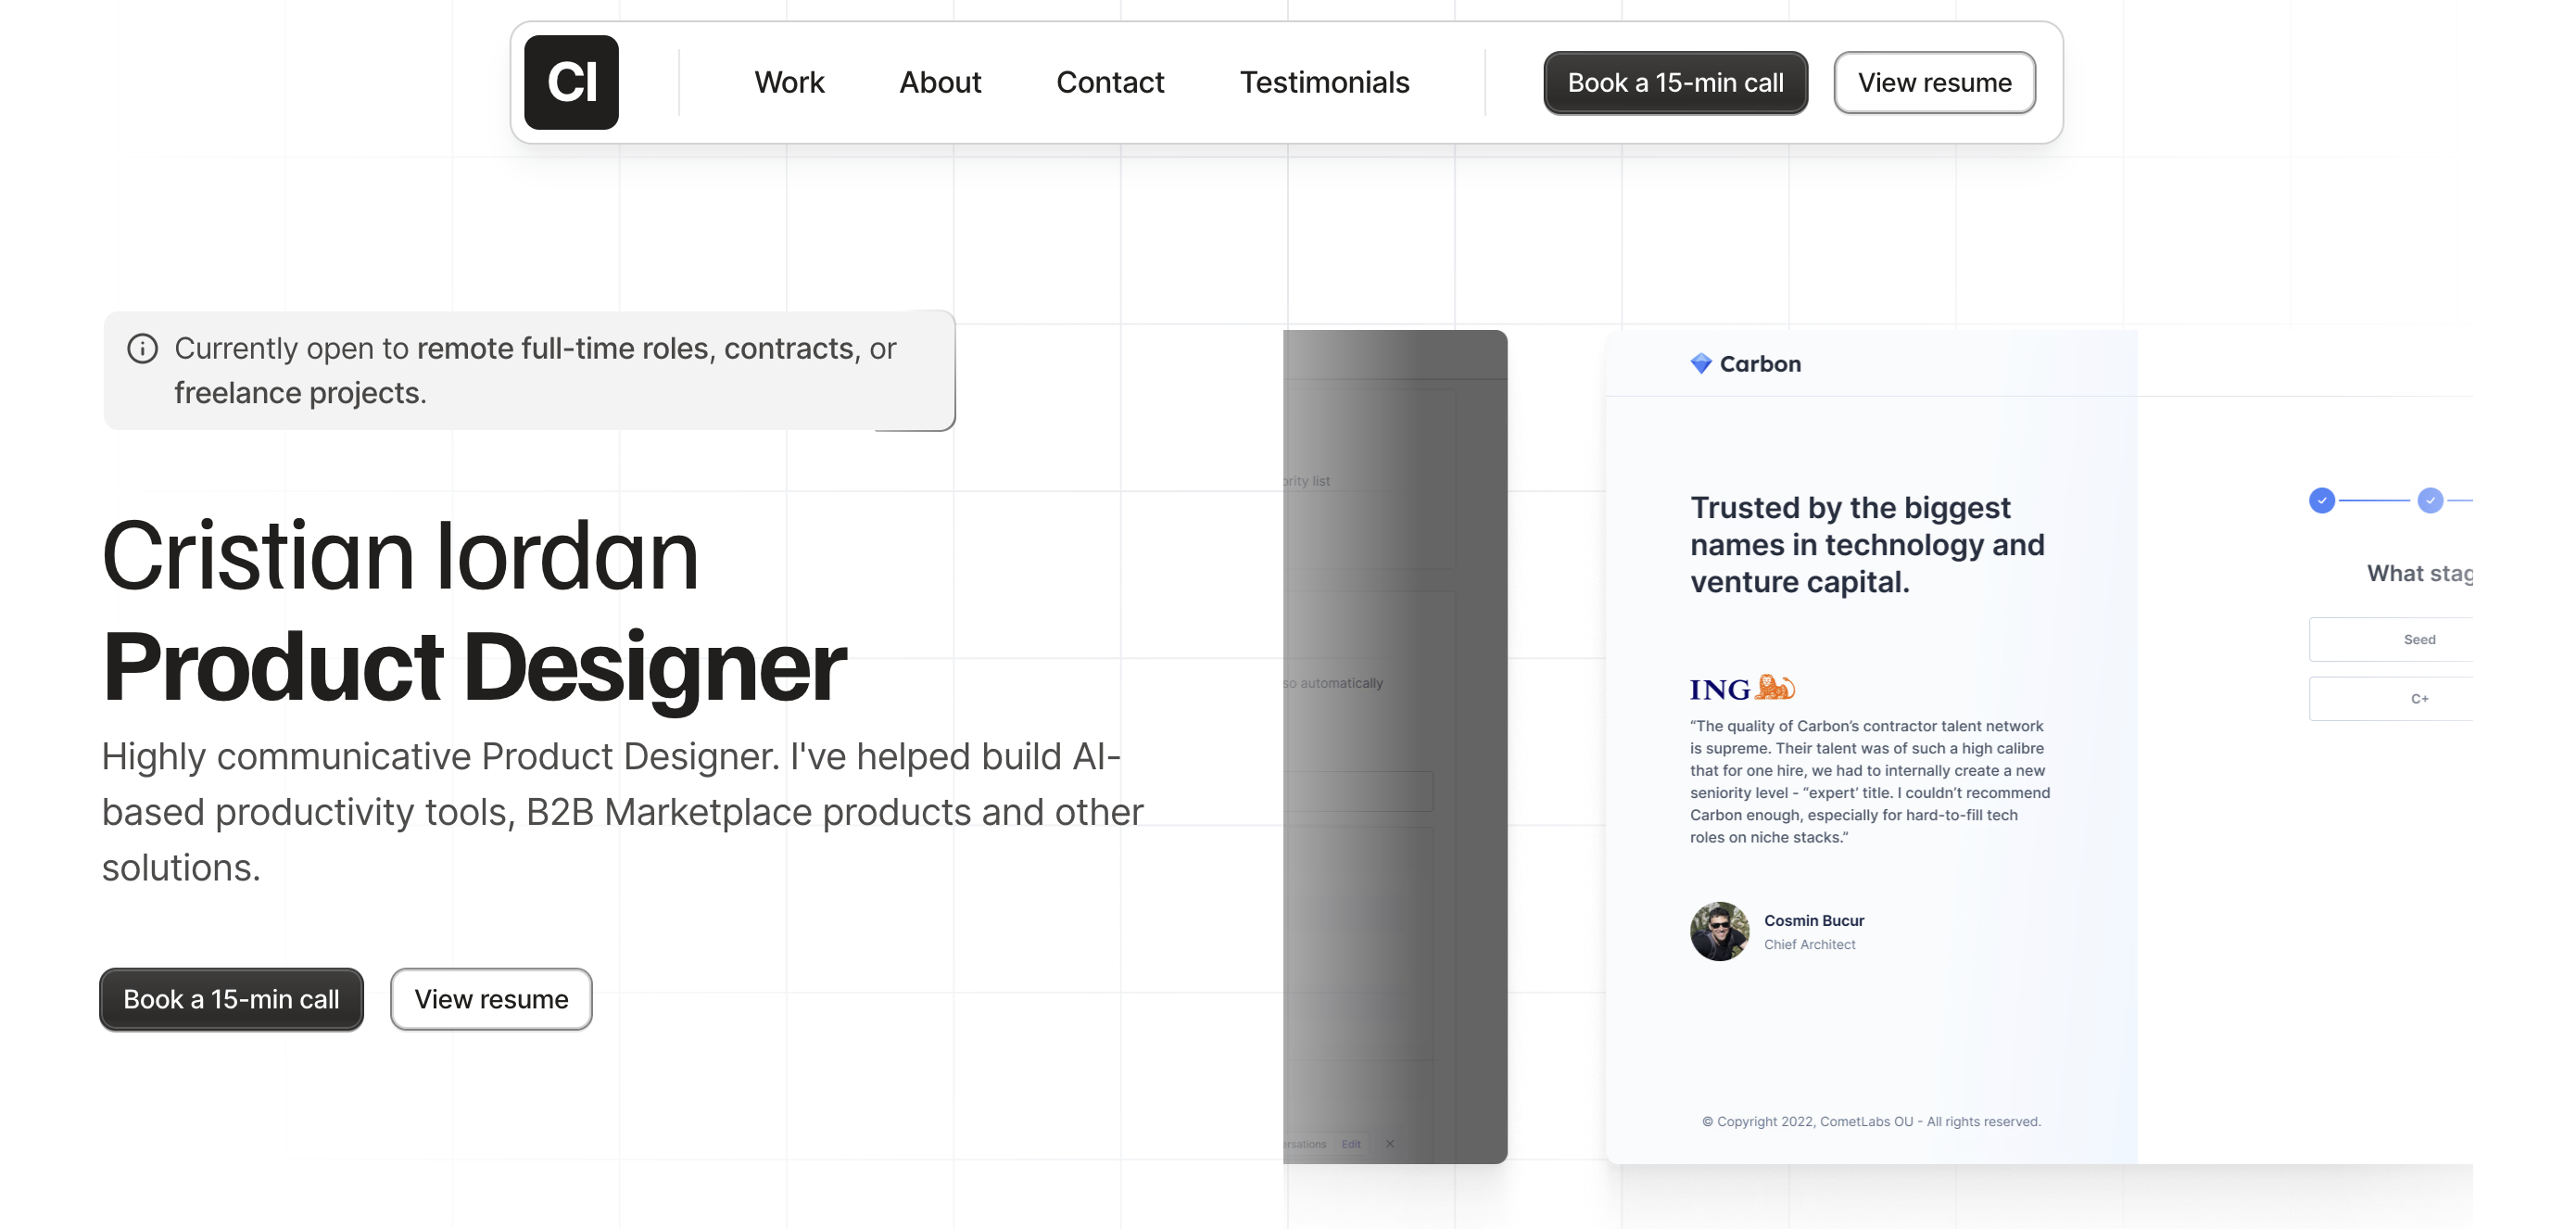 CI
Work
About
Contact
Testimonials
Book a 15-min call
View resume
Currently open to remote full-time roles, contracts, or
freelance projects.
Cristian Iordan
Product Designer
Highly communicative Product Designer. I've helped build AI-
based productivity tools, B2B Marketplace products and other
solutions.
Book a 15-min call
View resume
list
so automatically
Edit
Carbon
Trusted by the biggest
names in technology and
venture capital.
ING
“The quality of Carbon’s contractor talent network
is supreme. Their talent was of such a high calibre
that for one hire, we had to internally create a new
seniority level - “expert’ title. I couldn’t recommend
Carbon enough, especially for hard-to-fill tech
roles on niche stacks.”
Cosmin Bucur
Chief Architect
© Copyright 2022, CometLabs OU - All rights reserved.
What stag
Seed
C+